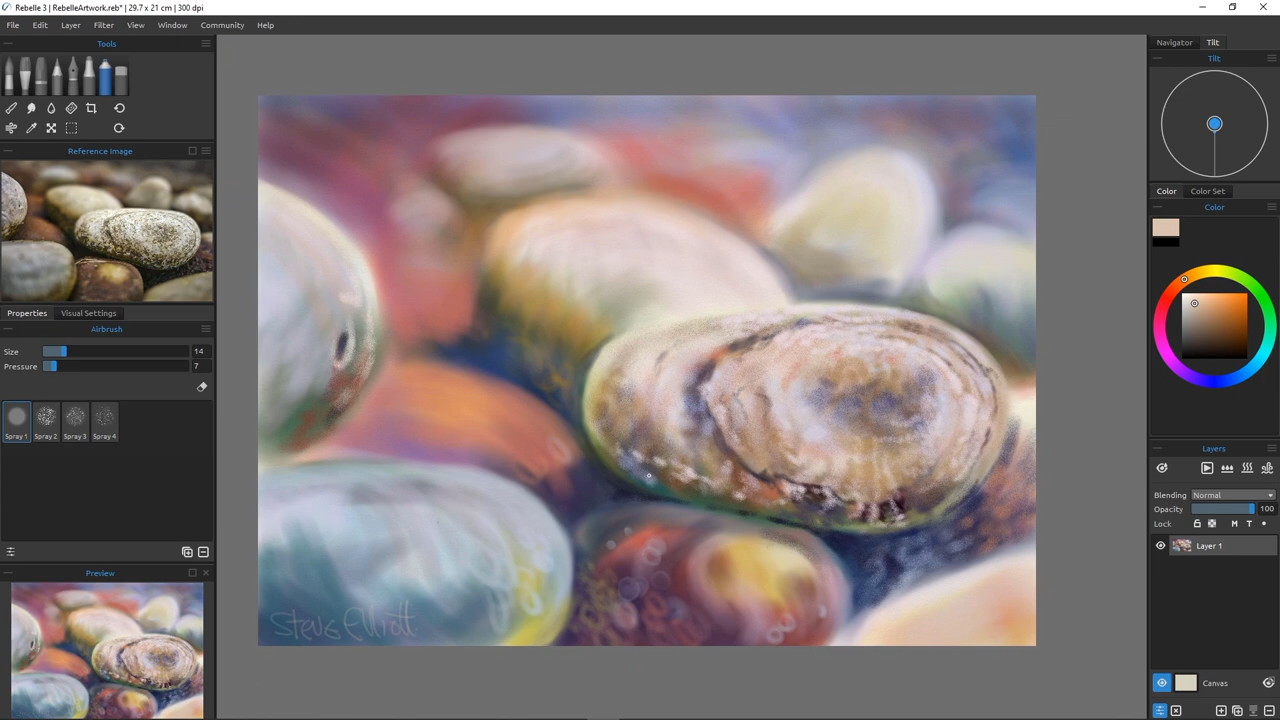 Rebelle 3 | RebelleArtwork.reb* | 29.7 x 21 cm | 300 dpi
File Edit Layer Filter View Window Community Help
Tools
Reference Image
Properties Visual Settings
Airbrush
Size 14
Pressure 7
Spray 1 Spray 2 Spray 3 Spray 4
Preview
Steve Elliott
Navigator Tilt
Tilt
Color Color Set
Color
Layers
Blending Normal
Opacity 100
Lock M T
Layer 1
Canvas